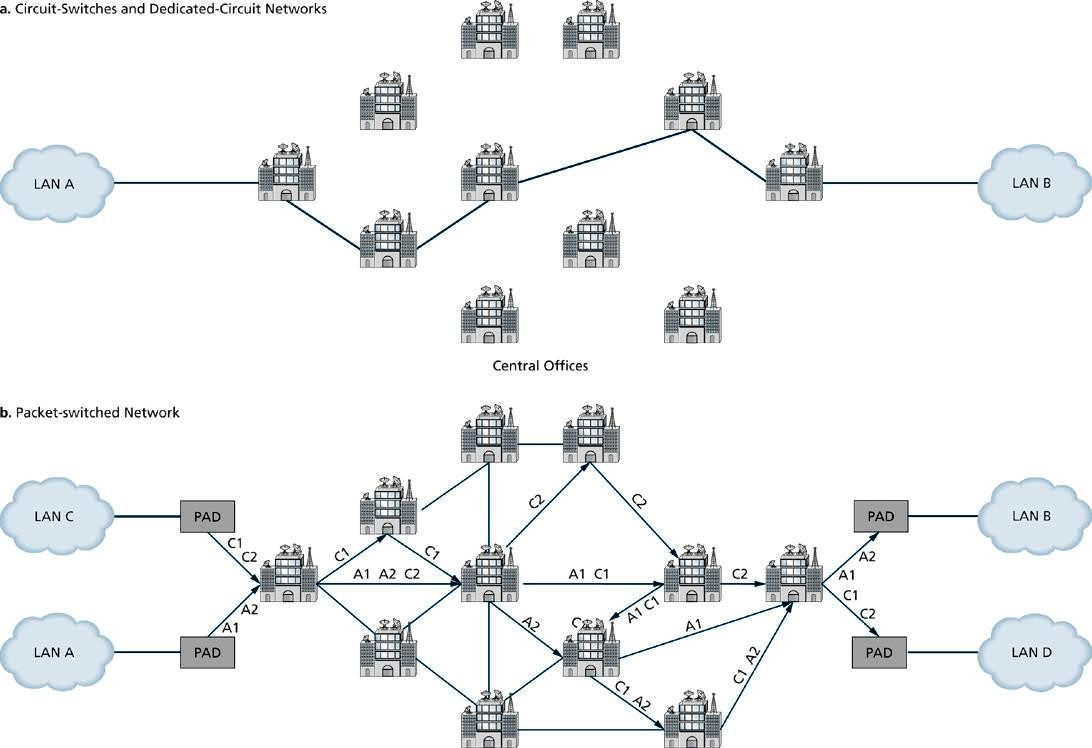 a. Circuit-Switches and Dedicated-Circuit Networks
LAN A
LAN B
Central Offices
b. Packet-switched Network
LAN C
PAD
C1
C2
LAN A
PAD
A1
A2
C1
C1
A1 A2 C2
C2
C2
A1 C1
A2
A1 C1
C
C2
A1
C1 A2
C1 A2
A1
A2
PAD
LAN B
C1
C2
PAD
LAN D